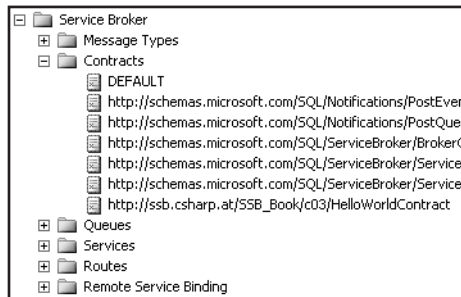 Service Broker
Message Types
Contracts
DEFAULT
http://schemas.microsoft.com/SQL/Notifications/PostEver
http://schemas.microsoft.com/SQL/Notifications/PostQue
http://schemas.microsoft.com/SQL/ServiceBroker/BrokerC
http://schemas.microsoft.com/SQL/ServiceBroker/Service
http://schemas.microsoft.com/SQL/ServiceBroker/Service
http://ssb.csharp.at/SSB_Book/c03/HelloWorldContract
Queues
Services
Routes
Remote Service Binding